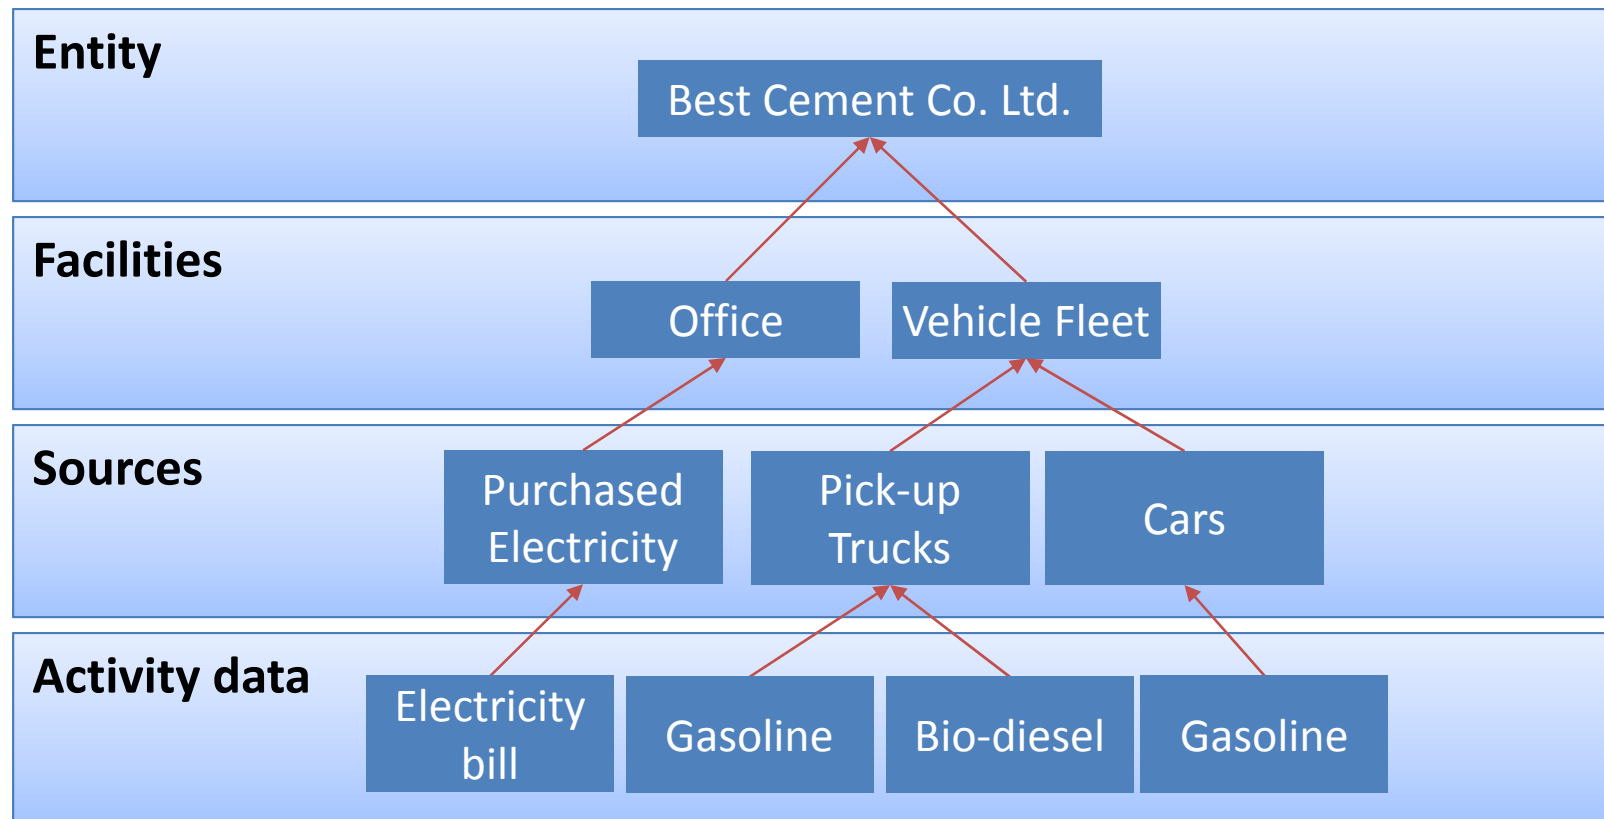 Entity
Best Cement Co. Ltd.
Facilities
Office
Vehicle Fleet
Sources
Purchased
Electricity
Pick-up
Trucks
Cars
Activity data
Electricity
bill
Gasoline
Bio-diesel
Gasoline